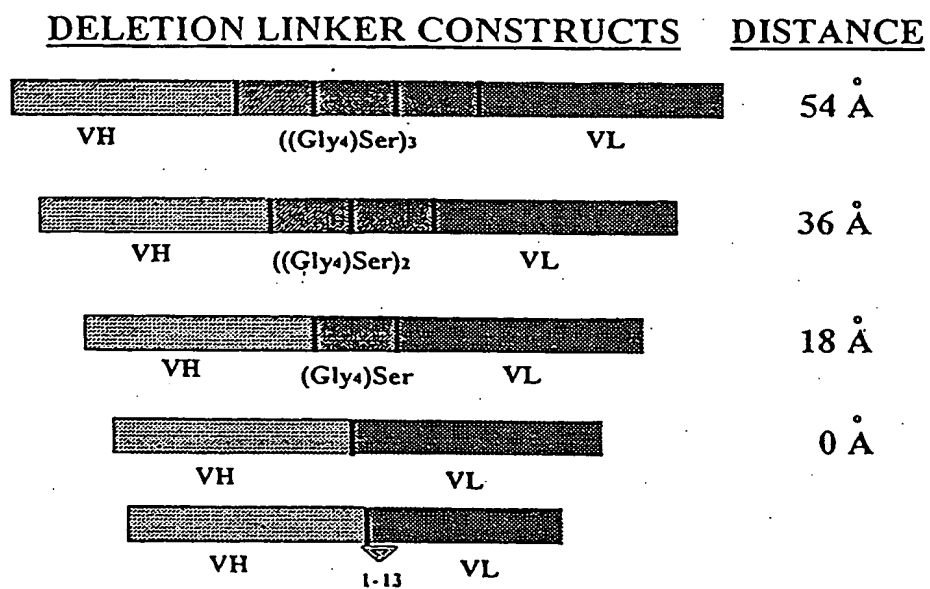 DELETION LINKER CONSTRUCTS DISTANCE
54 Å
VH ((Gly4)Ser)3 VL
36 Å
VH ((Gly4)Ser)2 VL
18 Å
VH (Gly4)Ser VL
0 Å
VH VL
VH 1-13 VL